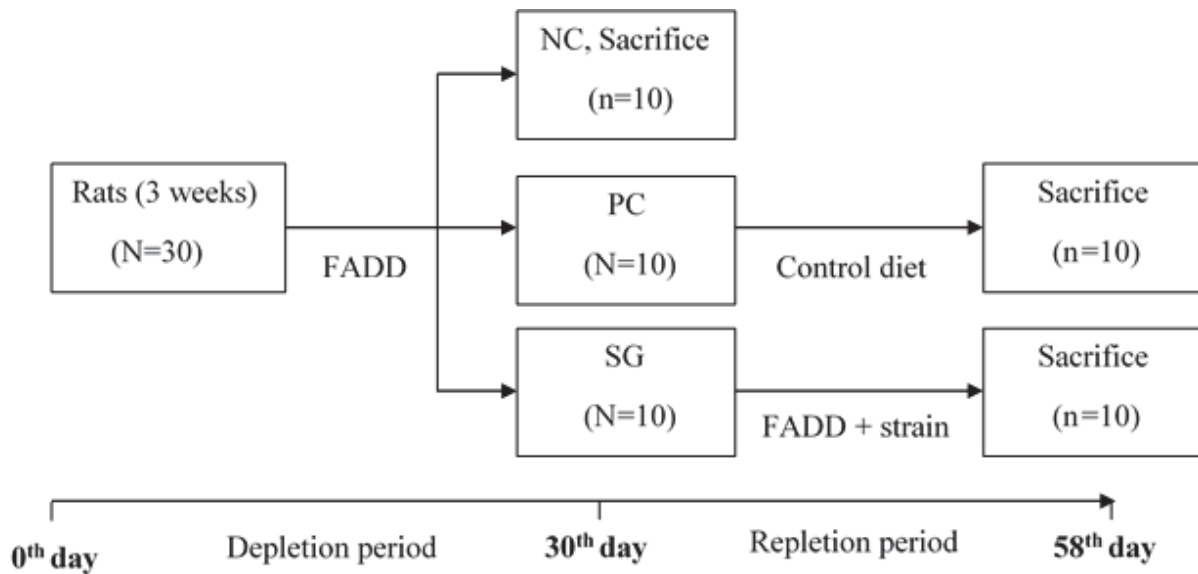 NC, Sacrifice
(n=10)
Rats (3 weeks)
(N=30)
FADD
PC
(N=10)
Control diet
Sacrifice
(n=10)
SG
(N=10)
FADD + strain
Sacrifice
(n=10)
0th day
Depletion period
30th day
Repletion period
58th day